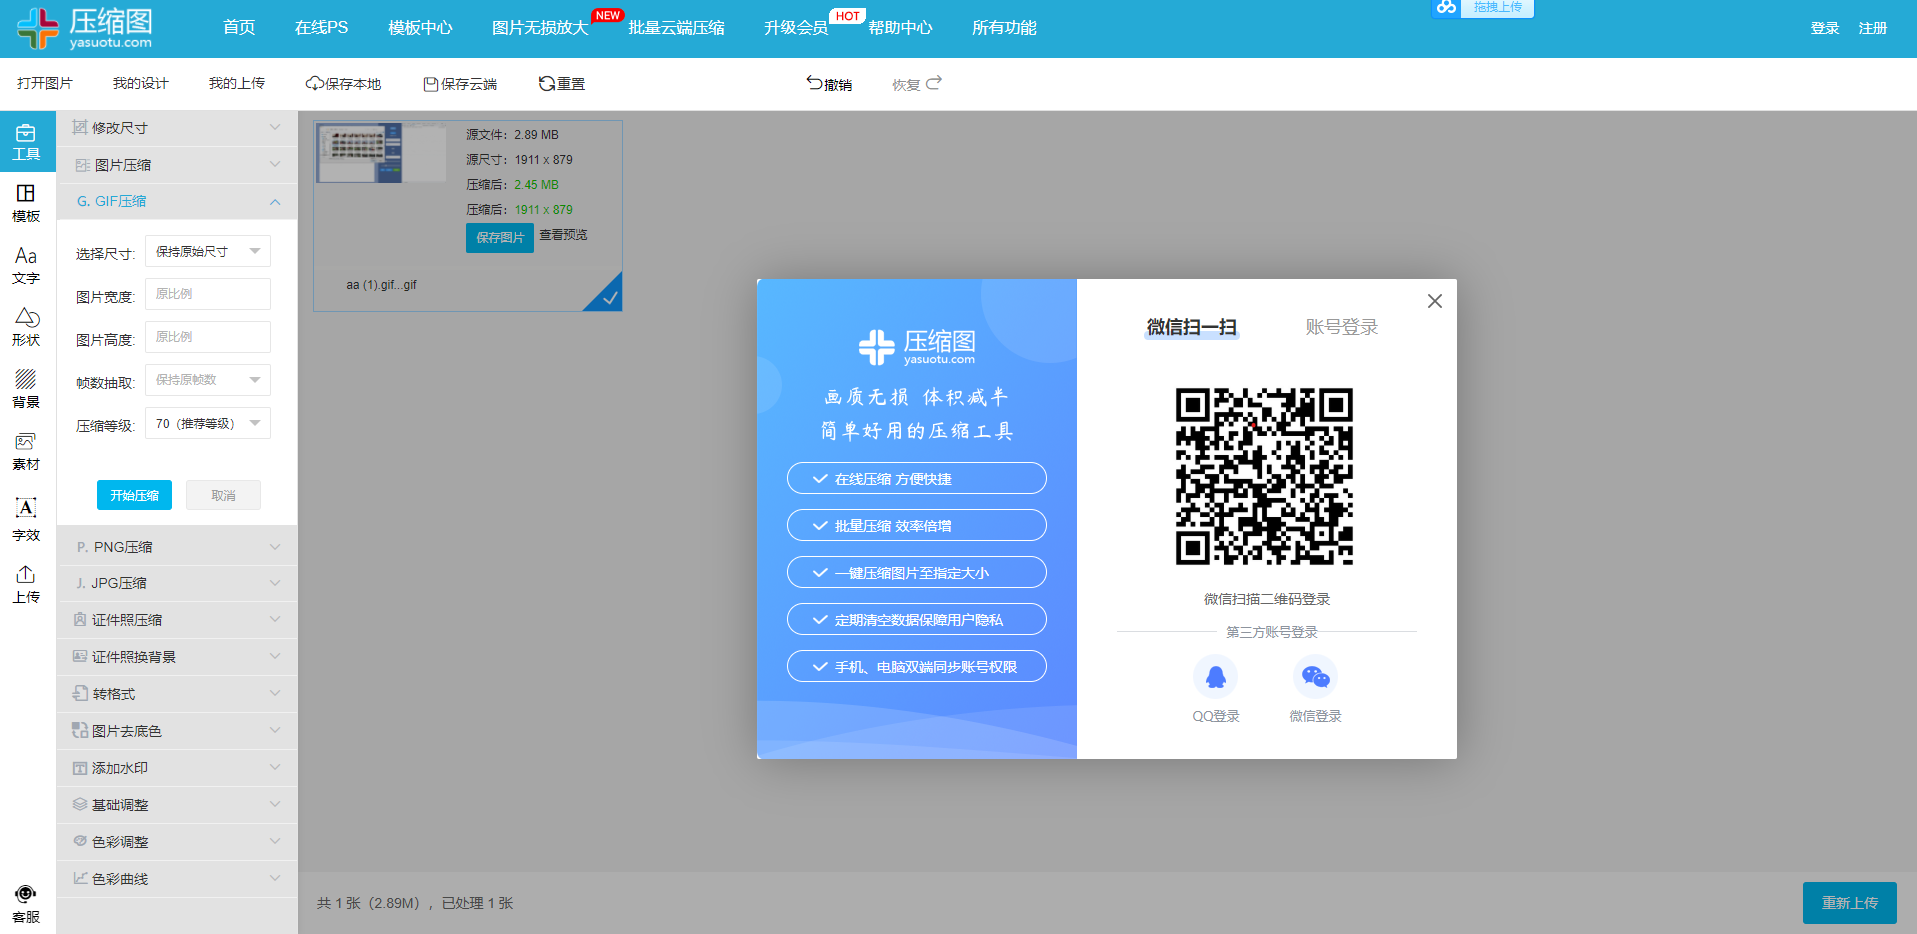 压缩图
yasuotu.com
首页
在线PS
模板中心
图片无损放大
NEW
批量云端压缩
升级会员
HOT
帮助中心
所有功能
拖拽上传
登录
注册
打开图片
我的设计
我的上传
保存本地
保存云端
重置
撤销
恢复
工具
模板
Aa
文字
形状
背景
素材
A
字效
上传
客服
修改尺寸
图片压缩
G. GIF压缩
选择尺寸:
保持原始尺寸
图片宽度:
原比例
图片高度:
原比例
帧数抽取:
保持原帧数
压缩等级:
70（推荐等级）
开始压缩
取消
P. PNG压缩
J. JPG压缩
证件照压缩
证件照换背景
转格式
图片去底色
添加水印
基础调整
色彩调整
色彩曲线
源文件：2.89 MB
源尺寸：1911 x 879
压缩后：2.45 MB
压缩后：1911 x 879
保存图片
查看预览
aa (1).gif...gif
压缩图
yasuotu.com
画质无损 体积减半
简单好用的压缩工具
在线压缩 方便快捷
批量压缩 效率倍增
一键压缩图片至指定大小
定期清空数据保障用户隐私
手机、电脑双端同步账号权限
微信扫一扫
账号登录
微信扫描二维码登录
第三方账号登录
QQ登录
微信登录
共 1 张（2.89M），已处理 1 张
重新上传